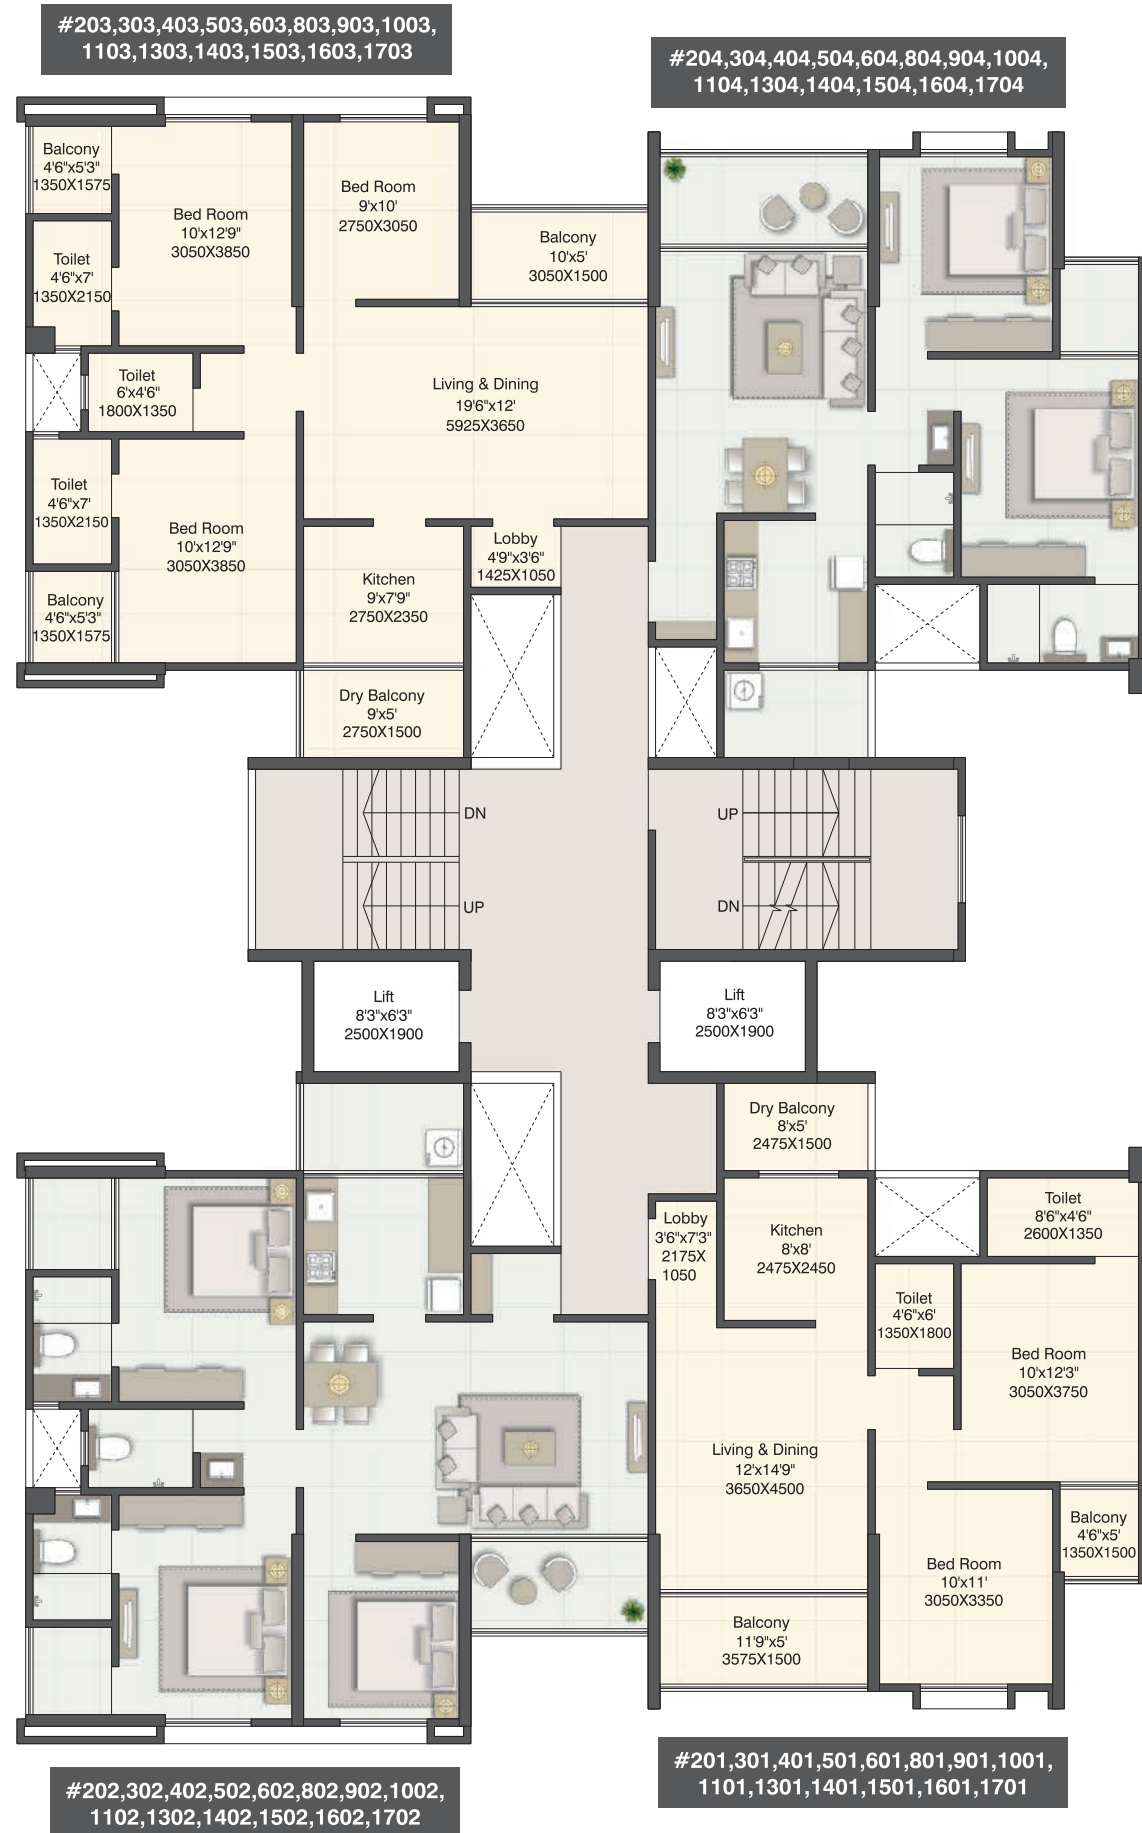 #203,303,403,503,603,803,903,1003,
1103,1303,1403,1503,1603,1703
#204,304,404,504,604,804,904,1004,
1104,1304,1404,1504,1604,1704
Balcony
4'6"x5'3"
1350X1575
Bed Room
10'x12'9"
3050X3850
Bed Room
9'x10'
2750X3050
Balcony
10'x5'
3050X1500
Toilet
4'6"x7'
1350X2150
Toilet
6'x4'6"
1800X1350
Living & Dining
19'6"x12'
5925X3650
Toilet
4'6"x7'
1350X2150
Bed Room
10'x12'9"
3050X3850
Lobby
4'9"x3'6"
1425X1050
Kitchen
9'x7'9"
2750X2350
Balcony
4'6"x5'3"
1350X1575
Dry Balcony
9'x5'
2750X1500
DN
UP
UP
DN
Lift
8'3"x6'3"
2500X1900
Lift
8'3"x6'3"
2500X1900
Dry Balcony
8'x5'
2475X1500
Lobby
3'6"x7'3"
2175X
1050
Kitchen
8'x8'
2475X2450
Toilet
8'6"x4'6"
2600X1350
Toilet
4'6"x6'
1350X1800
Bed Room
10'x12'3"
3050X3750
Living & Dining
12'x14'9"
3650X4500
Balcony
4'6"x5'
1350X1500
Bed Room
10'x11'
3050X3350
Balcony
11'9"x5'
3575X1500
#202,302,402,502,602,802,902,1002,
1102,1302,1402,1502,1602,1702
#201,301,401,501,601,801,901,1001,
1101,1301,1401,1501,1601,1701